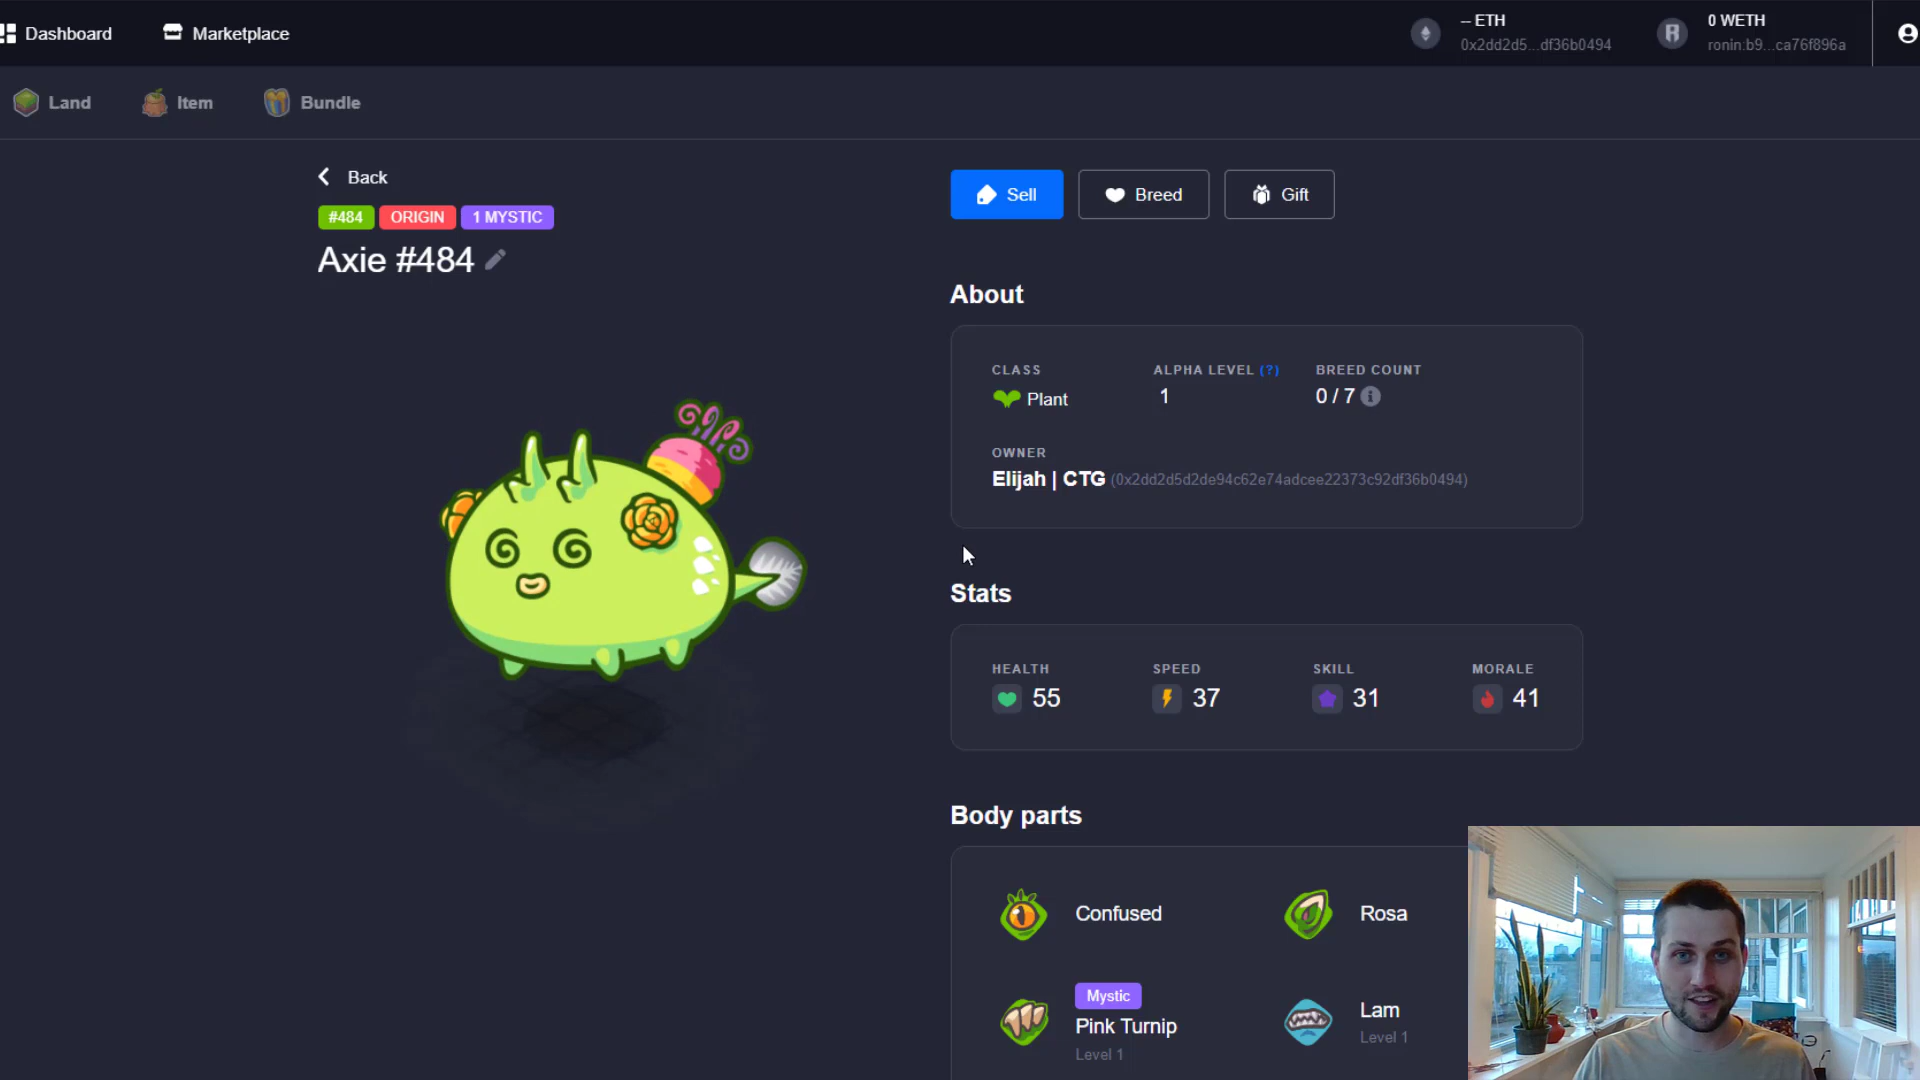 Dashboard
Marketplace
-- ETH
0x2dd2d5...df36b0494
0 WETH
ronin:b9...ca76f896a
Land
Item
Bundle
Back
#484
ORIGIN
1 MYSTIC
Axie #484
Sell
Breed
Gift
About
CLASS
ALPHA LEVEL (?)
BREED COUNT
Plant
1
0 / 7
OWNER
Elijah | CTG (0x2dd2d5d2de94c62e74adcee22373c92df36b0494)
Stats
HEALTH
SPEED
SKILL
MORALE
55
37
31
41
Body parts
Confused
Rosa
Mystic
Pink Turnip
Level 1
Lam
Level 1